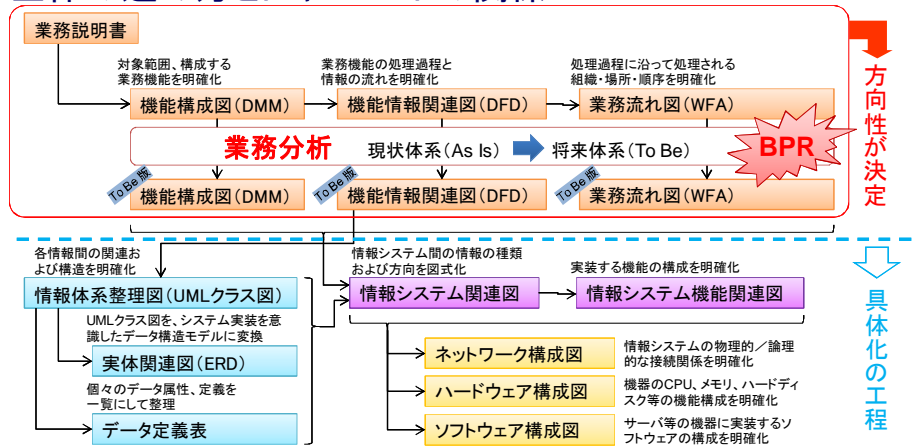 業務説明書
対象範囲、構成する
業務機能を明確化
業務機能の処理過程と
情報の流れを明確化
処理過程に沿って処理される
組織・場所・順序を明確化
機能構成図(DMM)
機能情報関連図(DFD)
業務流れ図(WFA)
業務分析
現状体系(As Is)
将来体系(To Be)
BPR
To Be 版
機能構成図(DMM)
To Be 版
機能情報関連図(DFD)
To Be 版
業務流れ図(WFA)
方向性が決定
各情報間の関連お
よび構造を明確化
情報システム間の情報の種類
および方向を図式化
実装する機能の構成を明確化
情報体系整理図(UMLクラス図)
情報システム関連図
情報システム機能関連図
UMLクラス図を、システム実装を意
識したデータ構造モデルに変換
実体関連図(ERD)
個々のデータ属性、定義を
一覧にして整理
データ定義表
ネットワーク構成図
情報システムの物理的/論理
的な接続関係を明確化
ハードウェア構成図
機器のCPU、メモリ、ハードディ
スク等の機能構成を明確化
ソフトウェア構成図
サーバ等の機器に実装するソ
フトウェアの構成を明確化
具体化の工程